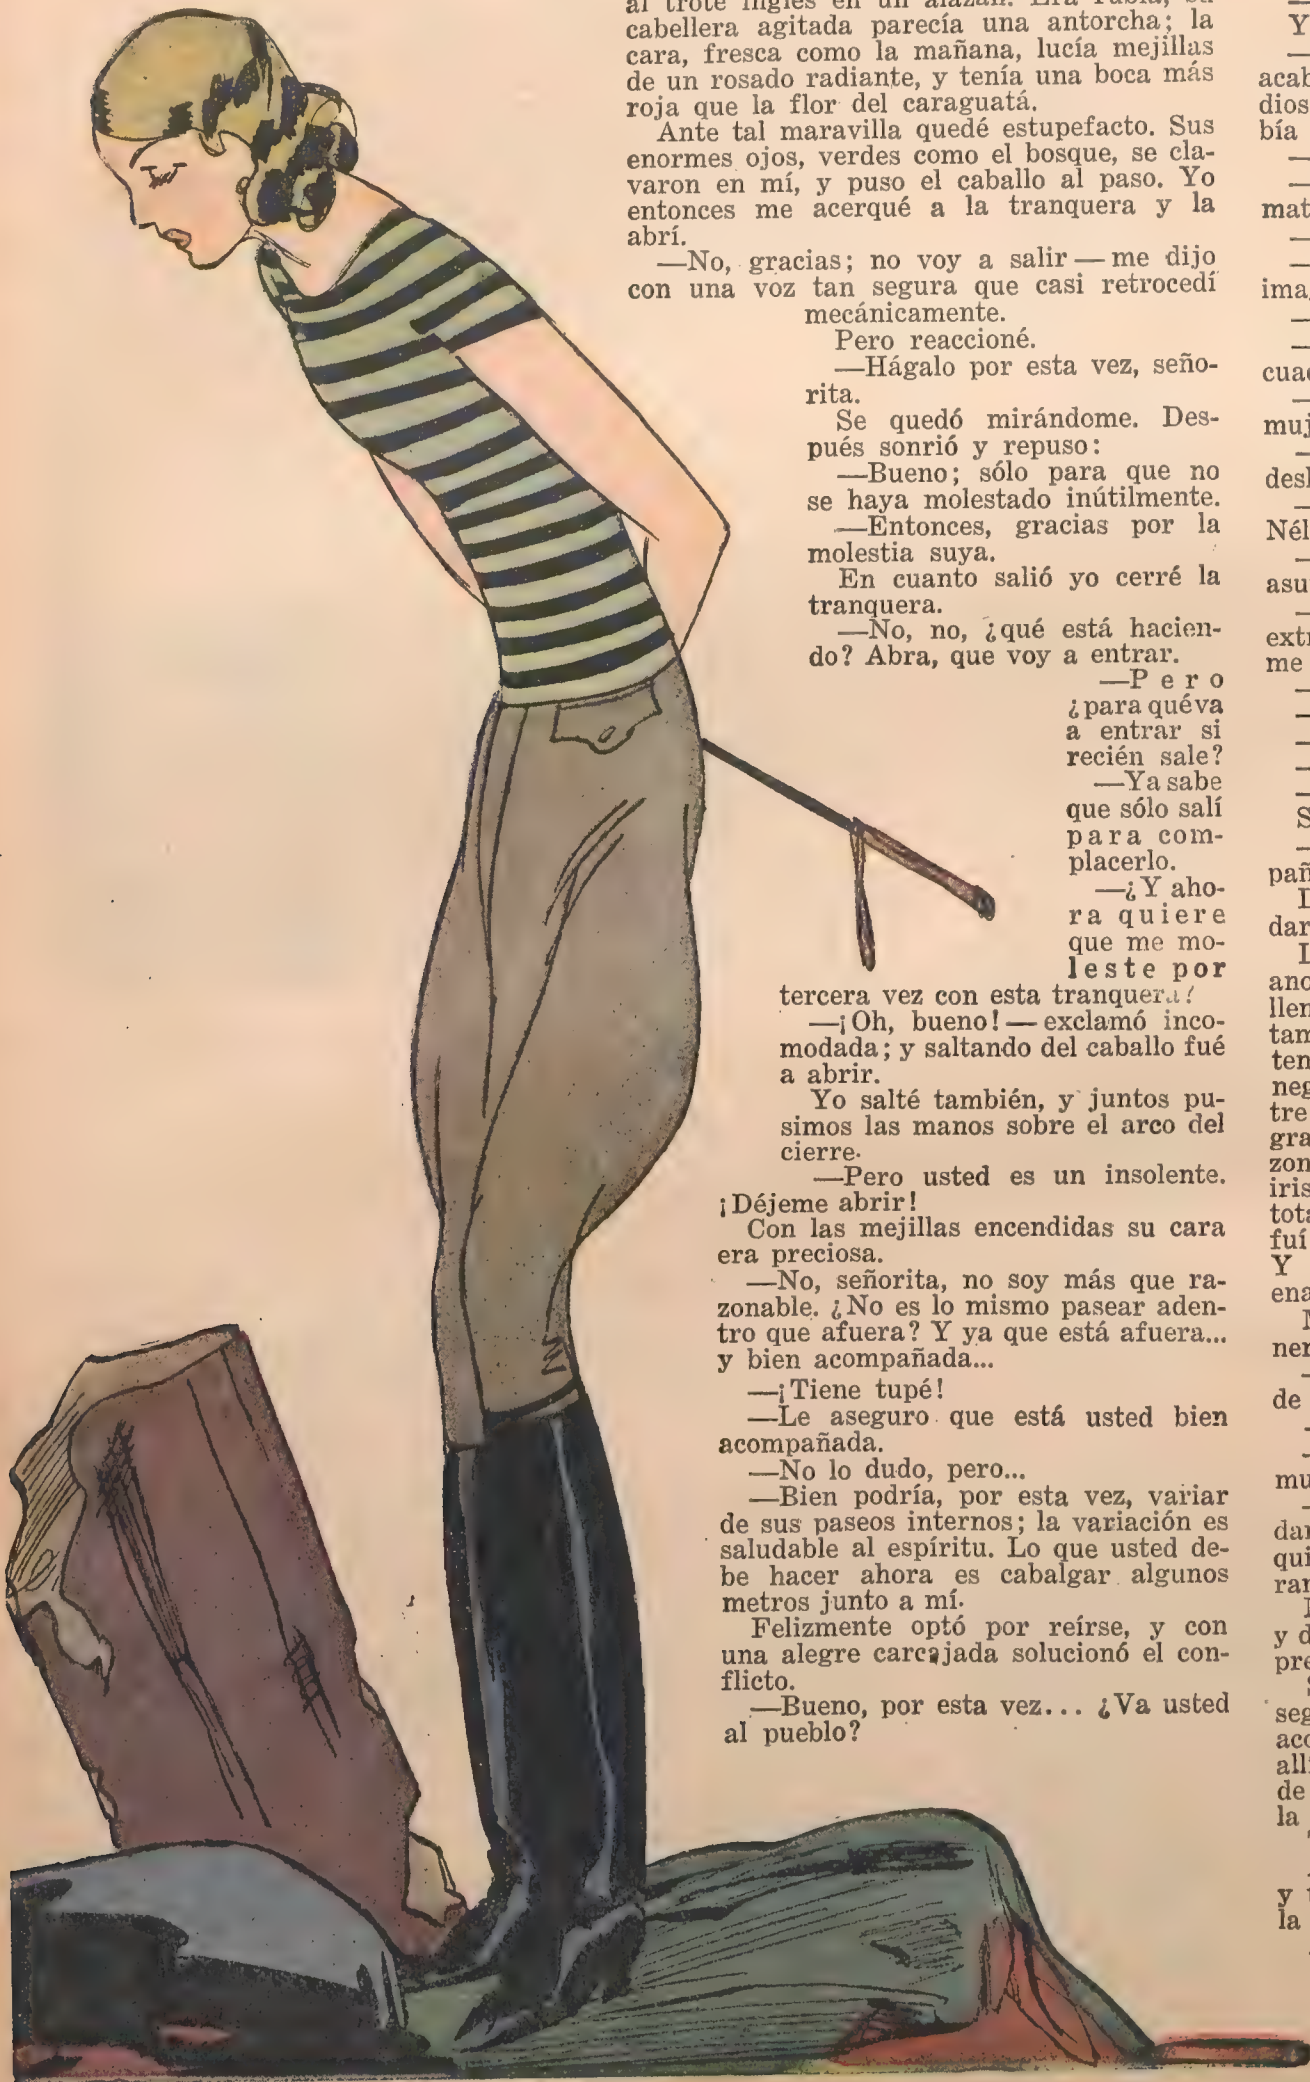 al trote inglés en un alazán. Era rubia, su
cabellera agitada parecía una antorcha; la
cara, fresca como la mañana, lucía mejillas
de un rosado radiante, y tenía una boca más
roja que la flor del caraguatá.
Ante tal maravilla quedé estupefacto. Sus
enormes ojos, verdes como el bosque, se cla-
varon en mí, y puso el caballo al paso. Yo
entonces me acerqué a la tranquera y la
abrí.
—No, gracias; no voy a salir — me dijo
con una voz tan segura que casi retrocedí
mecánicamente.
Pero reaccioné.
—Hágalo por esta vez, seño-
rita.
Se quedó mirándome. Des-
pués sonrió y repuso:
—Bueno; sólo para que no
se haya molestado inútilmente.
—Entonces, gracias por la
molestia suya.
En cuanto salió yo cerré la
tranquera.
—No, no, ¿qué está hacien-
do? Abra, que voy a entrar.
—Pero
¿para qué va
a entrar si
recién sale?
—Ya sabe
que sólo salí
para com-
placerlo.
—¿Y aho-
ra quiere
que me mo-
leste por
tercera vez con esta tranquera?
—¡Oh, bueno! — exclamó inco-
modada; y saltando del caballo fué
a abrir.
Yo salté también, y juntos pu-
simos las manos sobre el arco del
cierre.
—Pero usted es un insolente.
¡Déjeme abrir!
Con las mejillas encendidas su cara
era preciosa.
—No, señorita, no soy más que ra-
zonable. ¿No es lo mismo pasear aden-
tro que afuera? Y ya que está afuera...
y bien acompañada...
—¡Tiene tupé!
—Le aseguro que está usted bien
acompañada.
—No lo dudo, pero...
—Bien podría, por esta vez, variar
de sus paseos internos; la variación es
saludable al espíritu. Lo que usted de-
be hacer ahora es cabalgar algunos
metros junto a mí.
Felizmente optó por reírse, y con
una alegre carcajada solucionó el con-
flicto.
—Bueno, por esta vez... ¿Va usted
al pueblo?